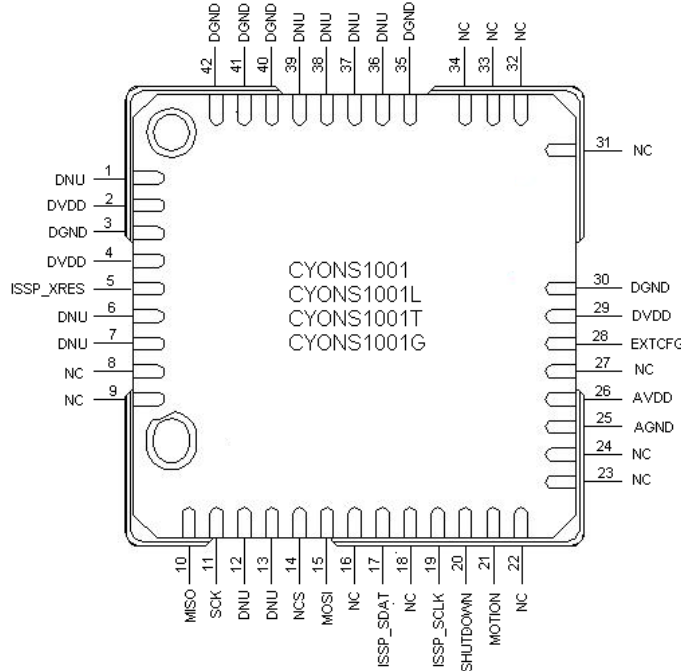 DGND
DGND
DGND
DNU
DNU
DNU
DNU
DGND
NC
NC
NC
42
41
40
39
38
37
36
35
34
33
32
31 NC
DNU 1
DVDD 2
DGND 3
DVDD 4
ISSP_XRES 5
DNU 6
DNU 7
NC 8
NC 9
CYONS1001
CYONS1001L
CYONS1001T
CYONS1001G
30 DGND
29 DVDD
28 EXTCFG
27 NC
26 AVDD
25 AGND
24 NC
23 NC
10
11
12
13
14
15
16
17
18
19
20
21
22
MISO
SCK
DNU
DNU
NCS
MOSI
NC
ISSP_SDAT
NC
ISSP_SCLK
SHUTDOWN
MOTION
NC